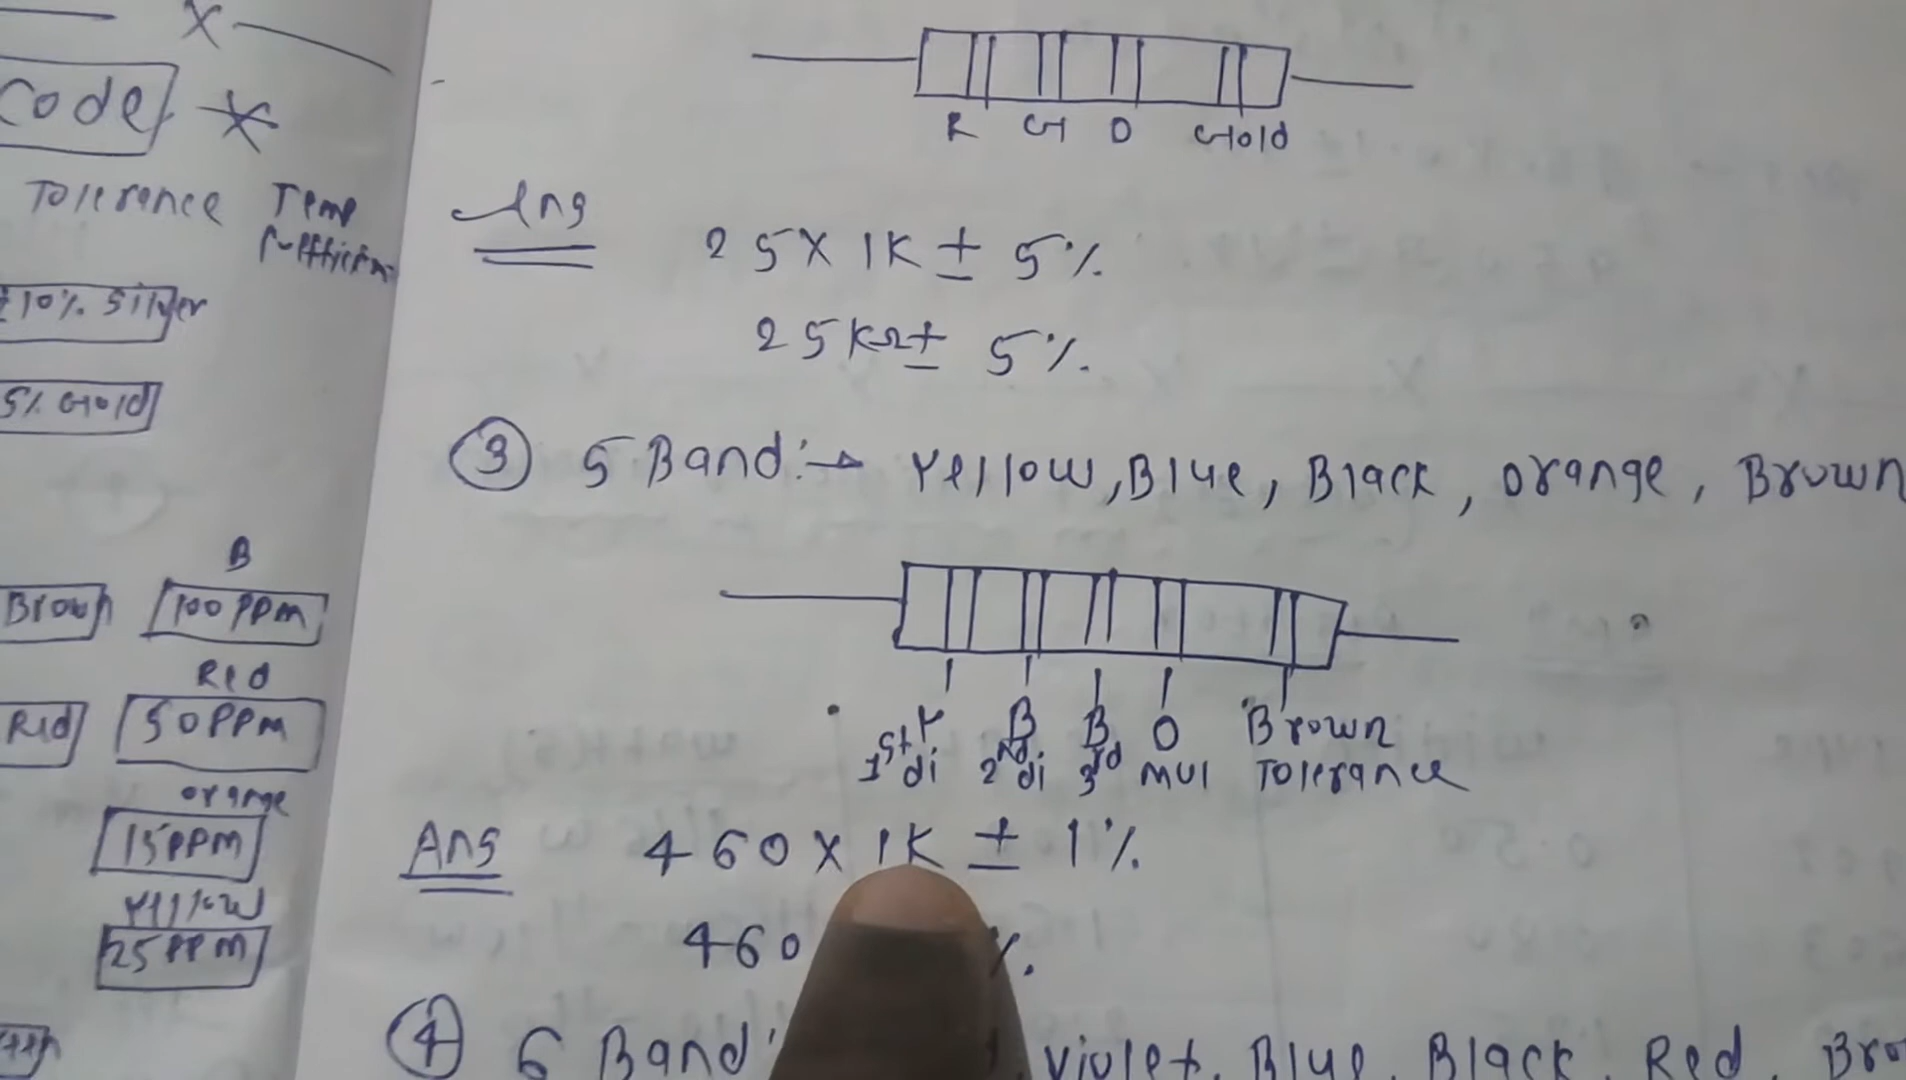 X
Code
Tolerance Temp
±10% Silver
5% Gold
B
Brown 100 PPM
Red
Red 50 PPM
orange
15 PPM
Yellow
25 PPM
R G O Gold
Ans
25 X 1K ± 5%
25 KΩ ± 5%
③ 5 Band:→ Yellow, Blue, Black, orange, Brown
Y B B O Brown
1st di 2nd di 3rd mul Tolerance
Ans 460 x 1K ± 1%
460 %.
④ 6 Band: Violet, Blue, Black, Red, Bro